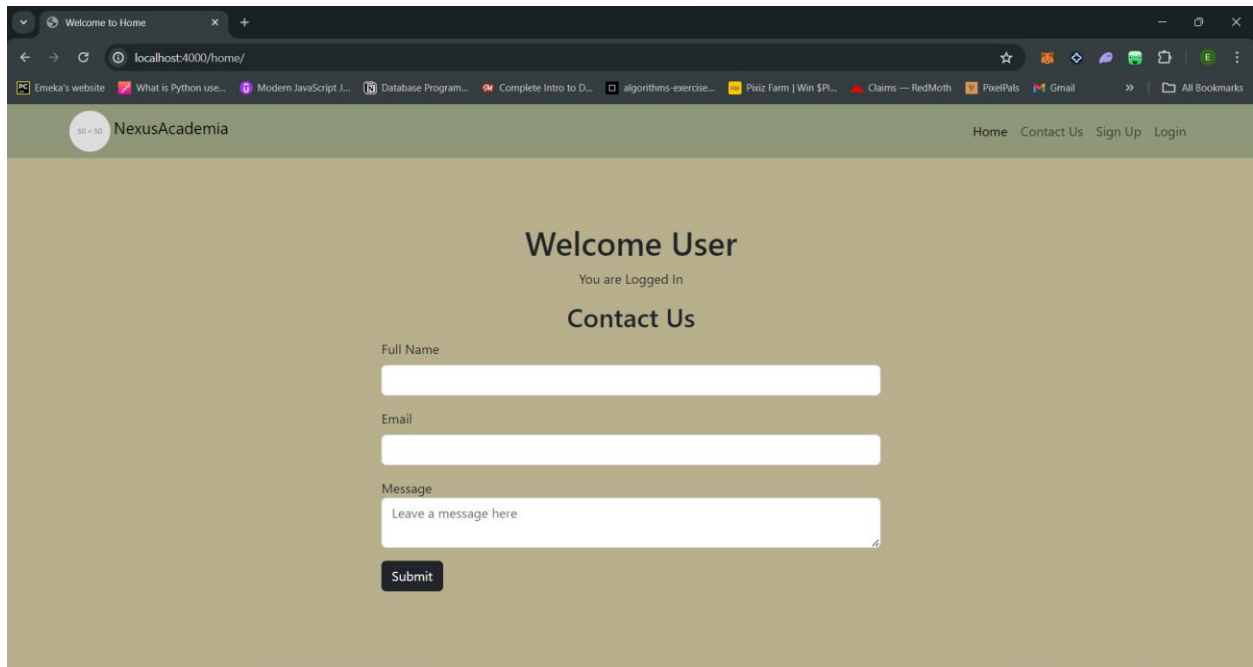 Welcome to Home
localhost:4000/home/
E
PC Emeka's website What is Python use... Modern JavaScript J... Database Program... Complete Intro to D... algorithms-exercise... Pixiz Farm | Win $PI... Claims — RedMoth PixelPals Gmail » All Bookmarks
50 × 50 NexusAcademia Home Contact Us Sign Up Login
Welcome User
You are Logged In
Contact Us
Full Name
Email
Message
Leave a message here
Submit